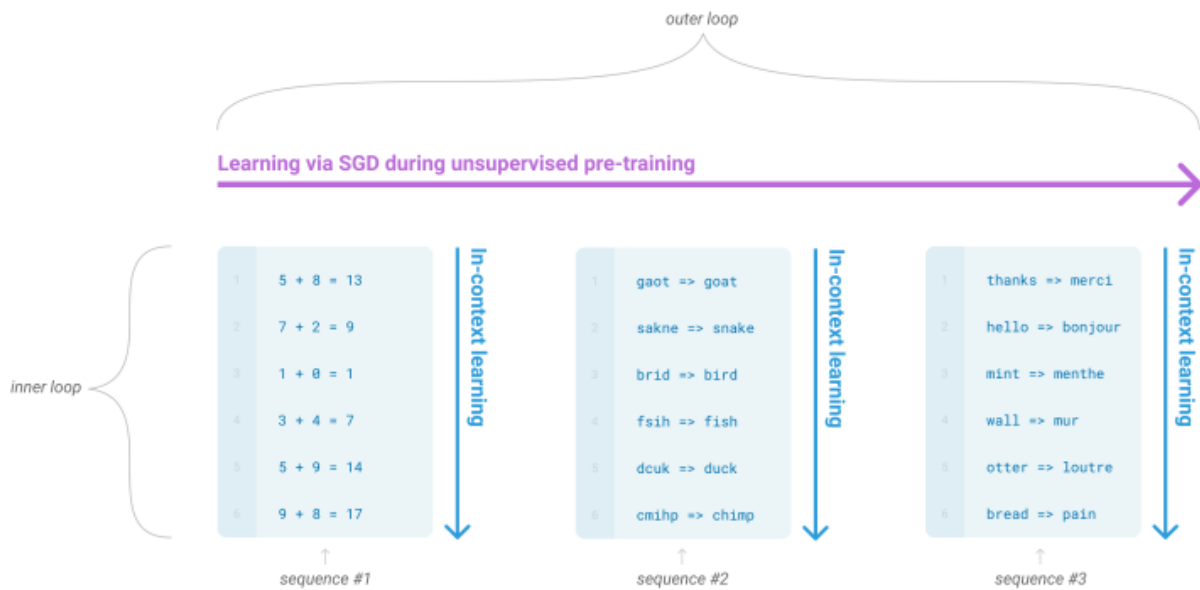 outer loop
Learning via SGD during unsupervised pre-training
inner loop
1 5 + 8 = 13
2 7 + 2 = 9
3 1 + 0 = 1
4 3 + 4 = 7
5 5 + 9 = 14
6 9 + 8 = 17
In-context learning
sequence #1
1 gaot => goat
2 sakne => snake
3 brid => bird
4 fsih => fish
5 dcuk => duck
6 cmihp => chimp
In-context learning
sequence #2
1 thanks => merci
2 hello => bonjour
3 mint => menthe
4 wall => mur
5 otter => loutre
6 bread => pain
In-context learning
sequence #3